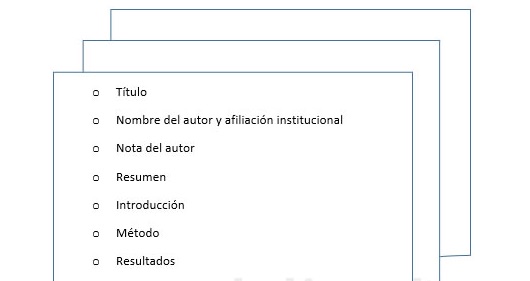 o Título
o Nombre del autor y afiliación institucional
o Nota del autor
o Resumen
o Introducción
o Método
o Resultados